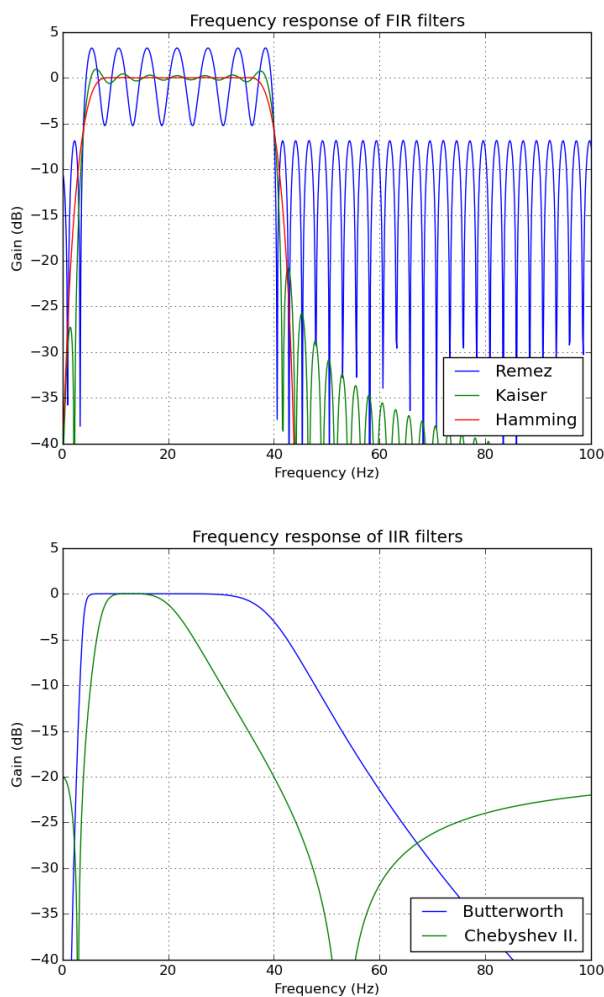 Frequency response of FIR filters
5
0
−5
−10
−15
−20
−25
−30
−35
−40
Gain (dB)
Remez
Kaiser
Hamming
0 20 40 60 80 100
Frequency (Hz)
Frequency response of IIR filters
5
0
−5
−10
−15
−20
−25
−30
−35
−40
Gain (dB)
Butterworth
Chebyshev II.
0 20 40 60 80 100
Frequency (Hz)